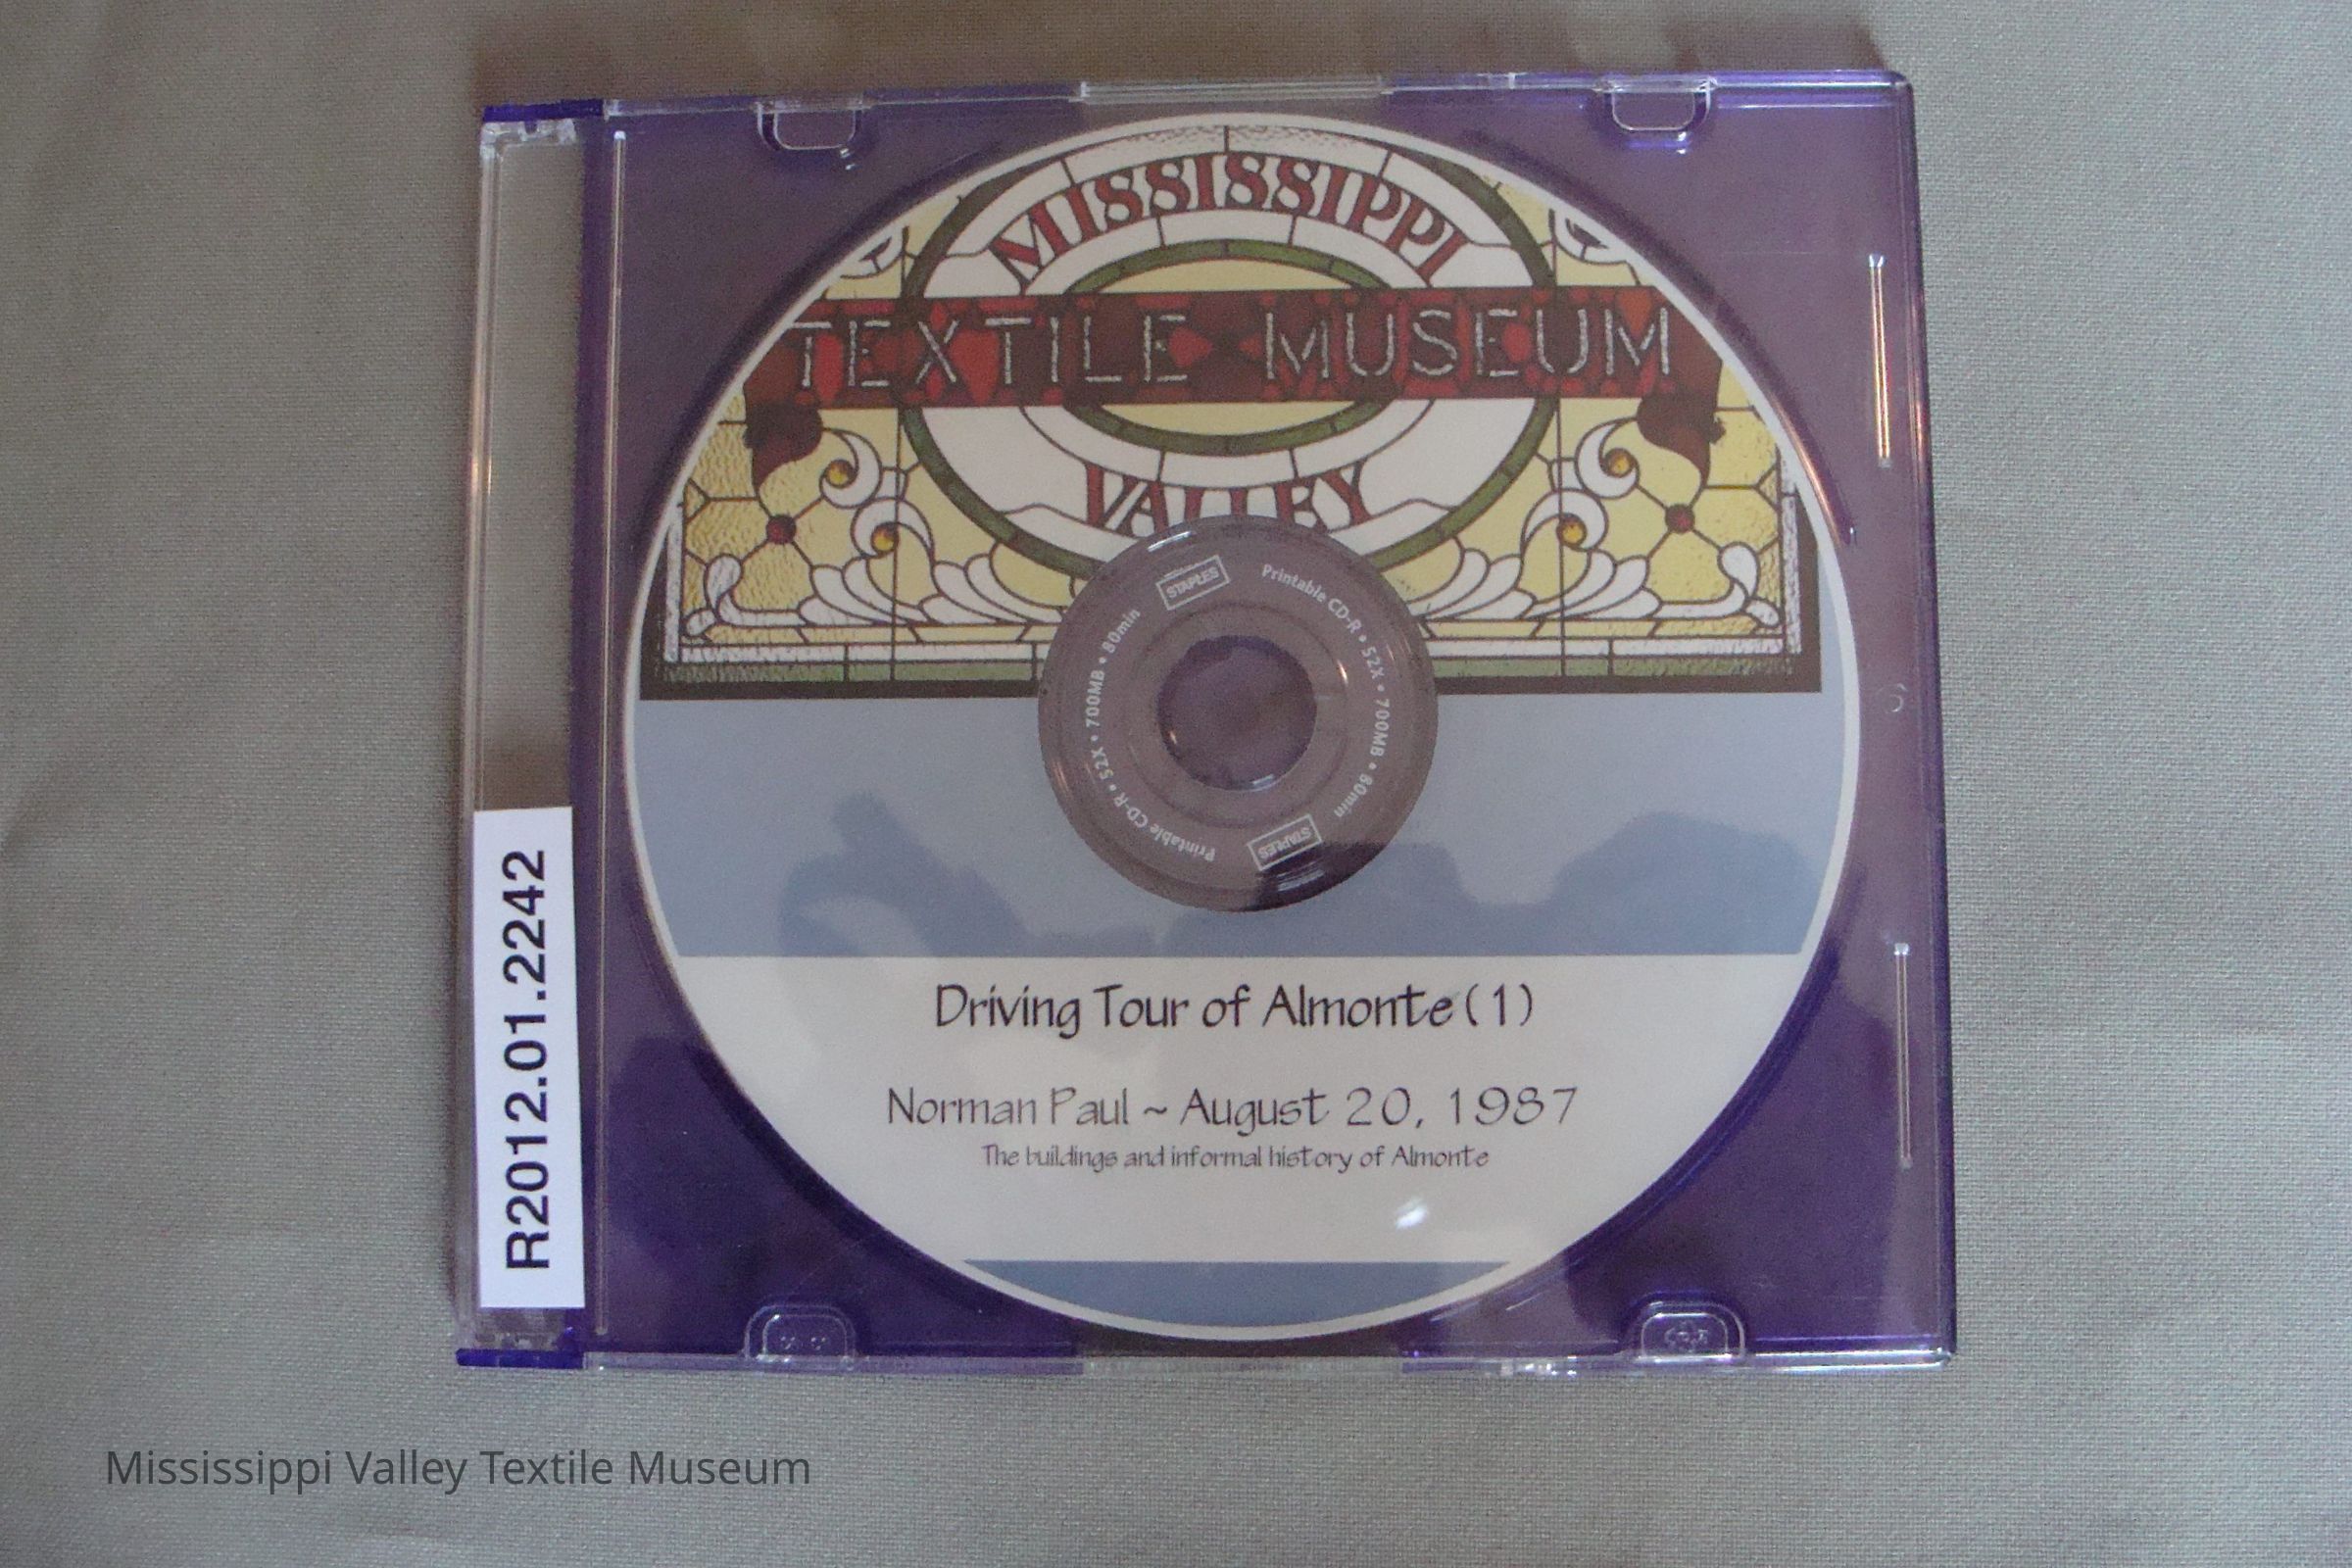 MISSISSIPPI
TEXTILE MUSEUM
VALLEY
STAPLES
Printable CD-R • 52X • 700MB • 80min
STAPLES
Printable CD-R • 52X • 700MB • 80min
Driving Tour of Almonte (1)
Norman Paul ~ August 20, 1987
The buildings and informal history of Almonte
R2012.01.2242
Mississippi Valley Textile Museum